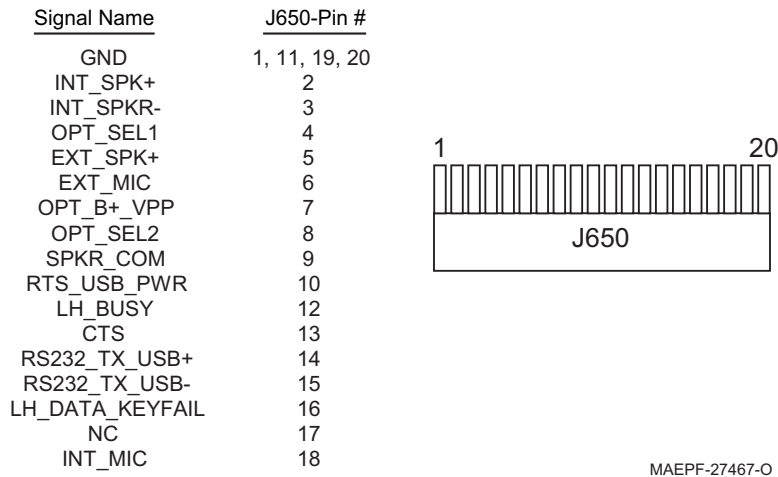 Signal Name J650-Pin #
GND 1, 11, 19, 20
INT_SPK+ 2
INT_SPKR- 3
OPT_SEL1 4
EXT_SPK+ 5
EXT_MIC 6
OPT_B+_VPP 7
OPT_SEL2 8
SPKR_COM 9
RTS_USB_PWR 10
LH_BUSY 12
CTS 13
RS232_TX_USB+ 14
RS232_TX_USB- 15
LH_DATA_KEYFAIL 16
NC 17
INT_MIC 18
1 20
J650
MAEPF-27467-O